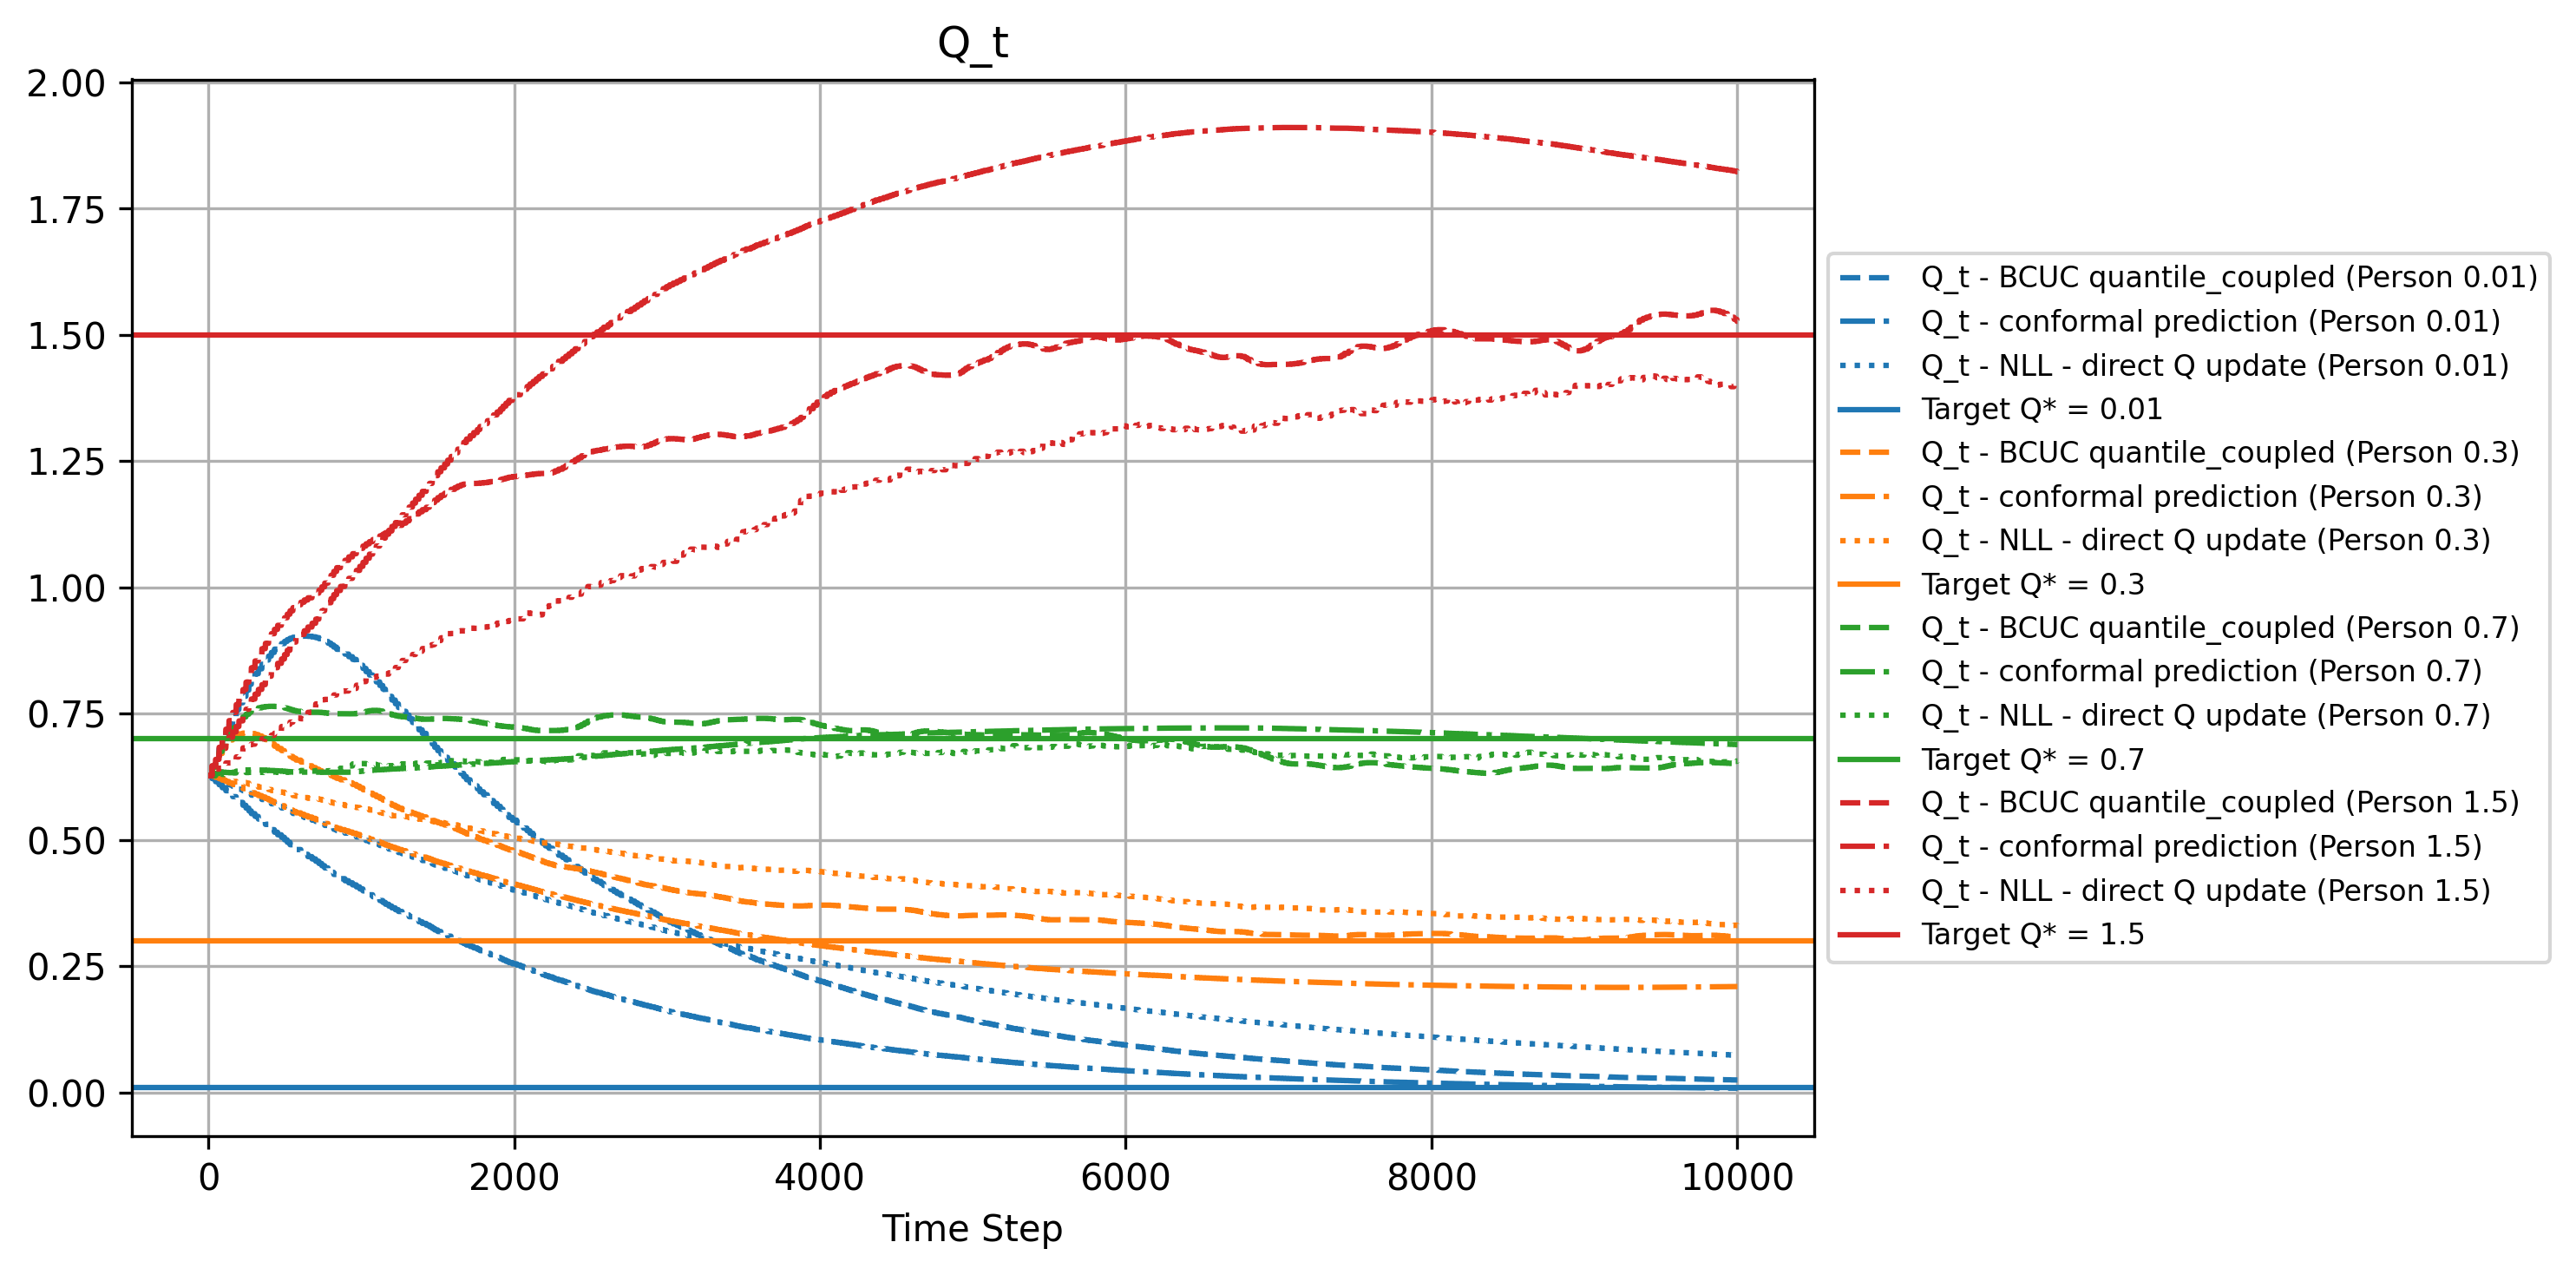 Q_t
2.00
1.75
1.50
1.25
1.00
0.75
0.50
0.25
0.00
0 2000 4000 6000 8000 10000
Time Step
Q_t - BCUC quantile_coupled (Person 0.01)
Q_t - conformal prediction (Person 0.01)
Q_t - NLL - direct Q update (Person 0.01)
Target Q* = 0.01
Q_t - BCUC quantile_coupled (Person 0.3)
Q_t - conformal prediction (Person 0.3)
Q_t - NLL - direct Q update (Person 0.3)
Target Q* = 0.3
Q_t - BCUC quantile_coupled (Person 0.7)
Q_t - conformal prediction (Person 0.7)
Q_t - NLL - direct Q update (Person 0.7)
Target Q* = 0.7
Q_t - BCUC quantile_coupled (Person 1.5)
Q_t - conformal prediction (Person 1.5)
Q_t - NLL - direct Q update (Person 1.5)
Target Q* = 1.5